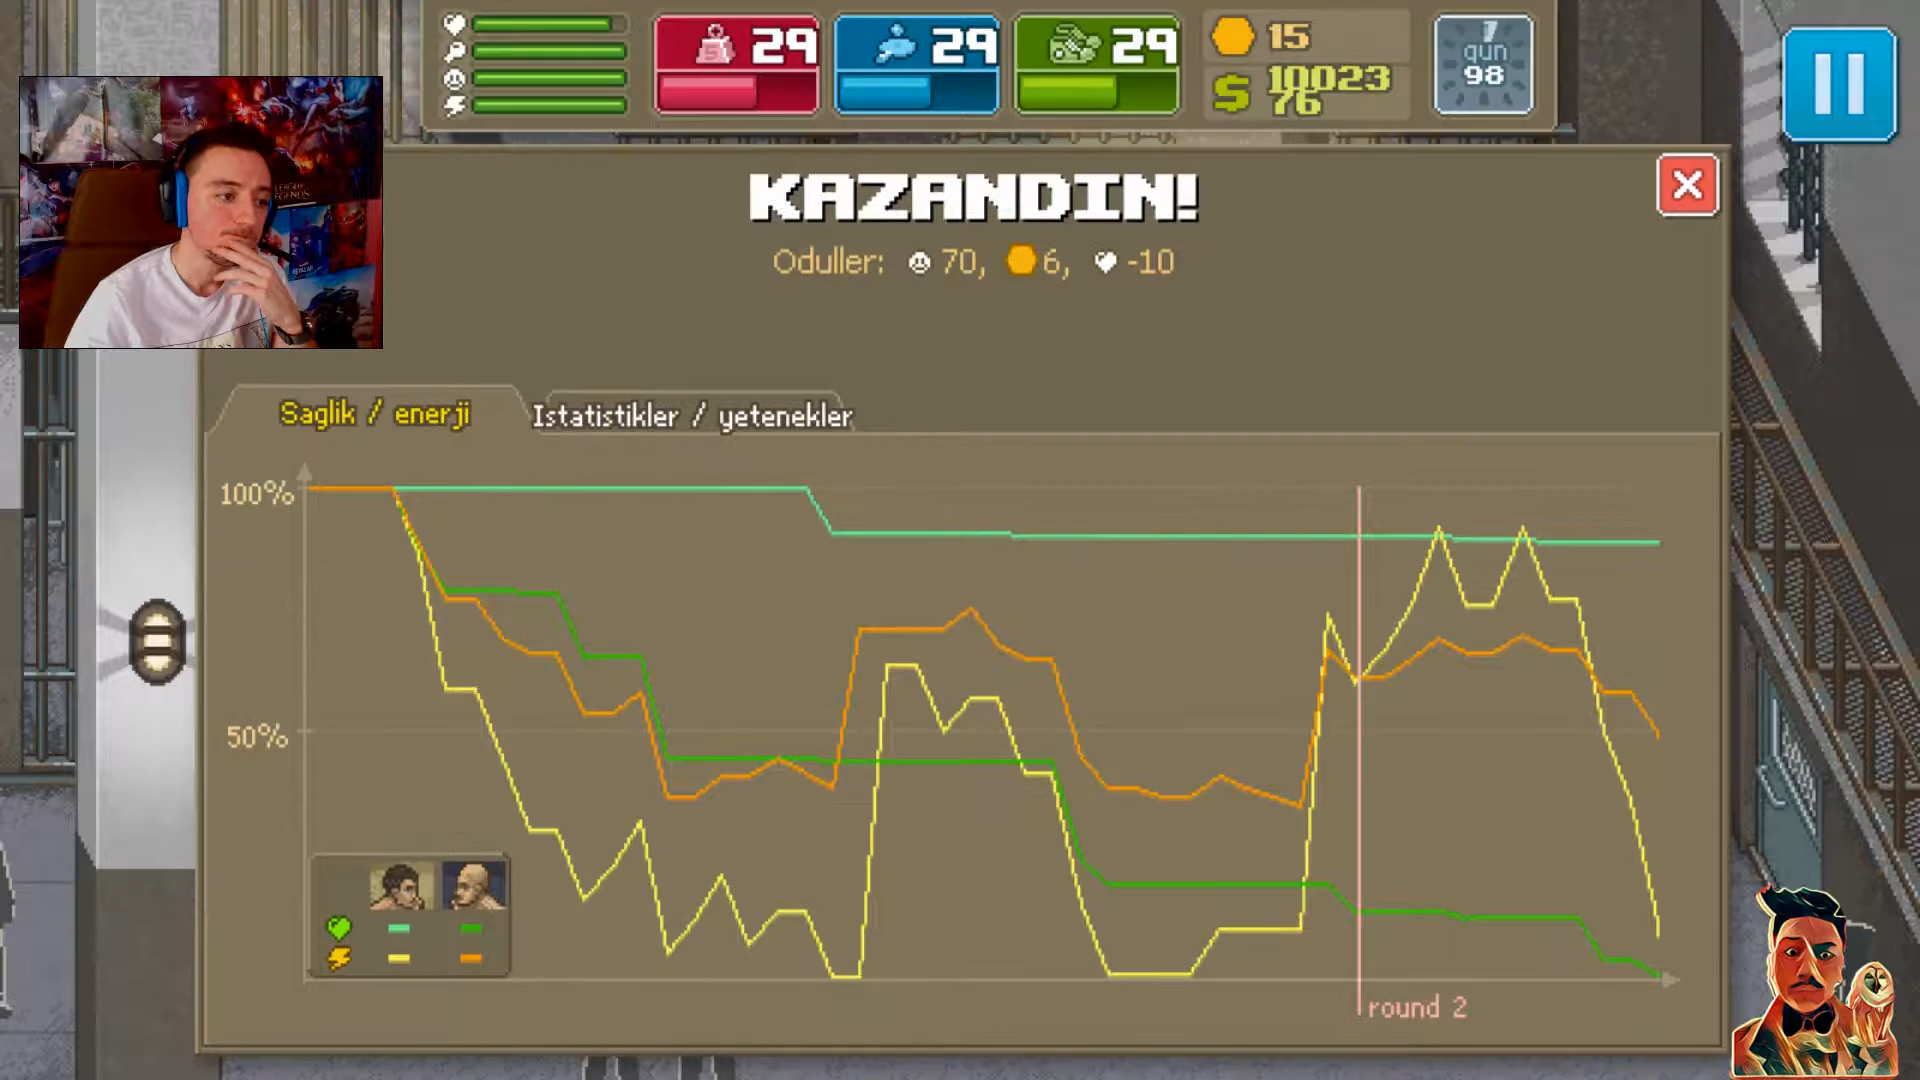 29
29
29
15
10023
76
7
gun
98
KAZANDIN!
Oduller: 70, 6, -10
Saglik / enerji
Istatistikler / yetenekler
100%
50%
round 2
LEGENDS